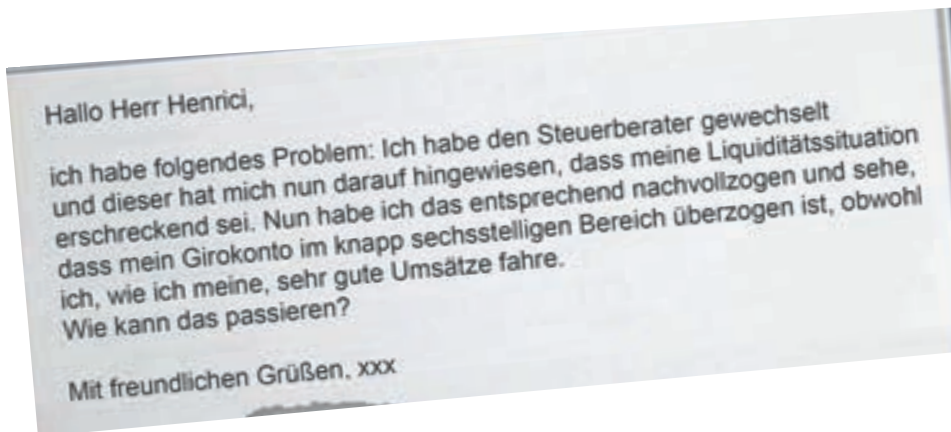 Hallo Herr Henrici,
ich habe folgendes Problem: Ich habe den Steuerberater gewechselt
und dieser hat mich nun darauf hingewiesen, dass meine Liquiditätssituation
erschreckend sei. Nun habe ich das entsprechend nachvollzogen und sehe,
dass mein Girokonto im knapp sechsstelligen Bereich überzogen ist, obwohl
ich, wie ich meine, sehr gute Umsätze fahre.
Wie kann das passieren?
Mit freundlichen Grüßen, xxx